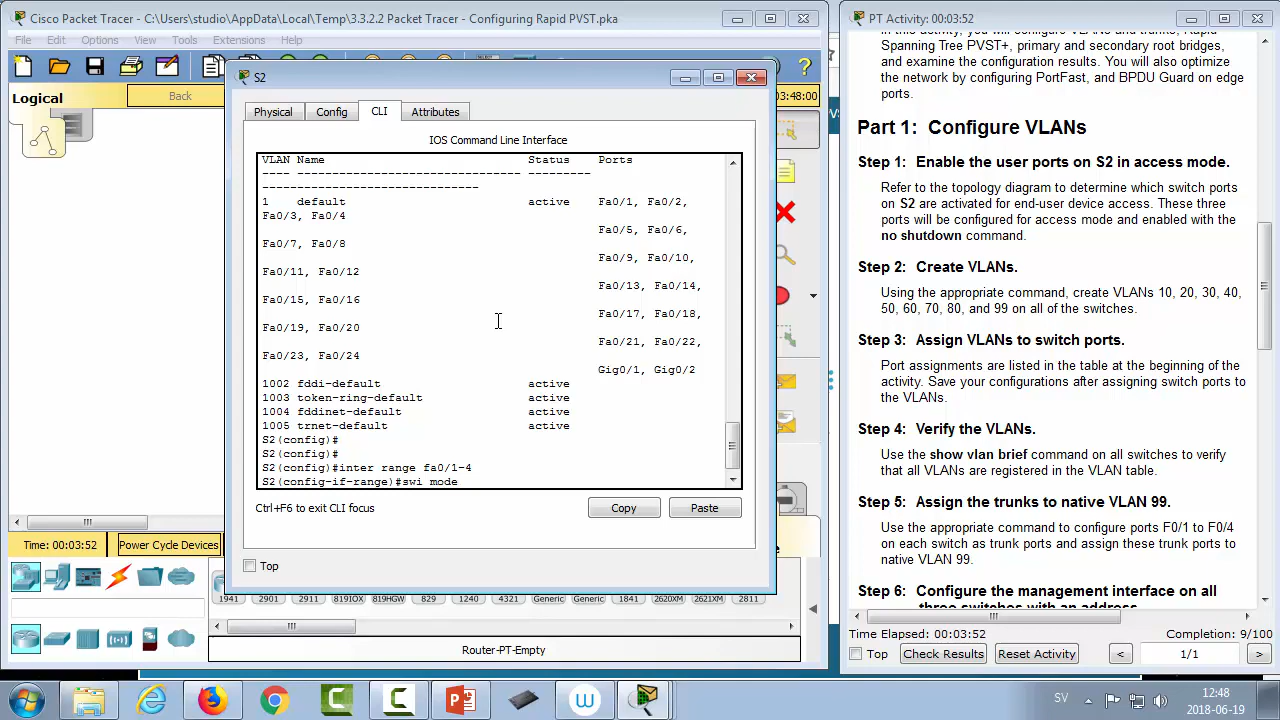 Cisco Packet Tracer - C:\Users\studio\AppData\Local\Temp\3.3.2.2 Packet Tracer - Configuring Rapid PVST.pka
File Edit Options View Tools Extensions Help
Logical
Back
3:48:00
S2
Physical
Config
CLI
Attributes
IOS Command Line Interface
VLAN Name Status Ports
---- -------------------------------- ---------
-------------------------------
1 default active Fa0/1, Fa0/2,
Fa0/3, Fa0/4
Fa0/5, Fa0/6,
Fa0/7, Fa0/8
Fa0/9, Fa0/10,
Fa0/11, Fa0/12
Fa0/13, Fa0/14,
Fa0/15, Fa0/16
Fa0/17, Fa0/18,
Fa0/19, Fa0/20
Fa0/21, Fa0/22,
Fa0/23, Fa0/24
Gig0/1, Gig0/2
1002 fddi-default active
1003 token-ring-default active
1004 fddinet-default active
1005 trnet-default active
S2(config)#
S2(config)#
S2(config)#inter range fa0/1-4
S2(config-if-range)#swi mode
Ctrl+F6 to exit CLI focus
Copy
Paste
Top
Time: 00:03:52
Power Cycle Devices
1941 2901 2911 819IOX 819HGW 829 1240 4321 Generic Generic 1841 2620XM 2621XM 2811
Router-PT-Empty
PT Activity: 00:03:52
In this activity, you will configure VLANs and trunks, Rapid
Spanning Tree PVST+, primary and secondary root bridges,
and examine the configuration results. You will also optimize
the network by configuring PortFast, and BPDU Guard on edge
ports.
Part 1: Configure VLANs
Step 1: Enable the user ports on S2 in access mode.
Refer to the topology diagram to determine which switch ports
on S2 are activated for end-user device access. These three
ports will be configured for access mode and enabled with the
no shutdown command.
Step 2: Create VLANs.
Using the appropriate command, create VLANs 10, 20, 30, 40,
50, 60, 70, 80, and 99 on all of the switches.
Step 3: Assign VLANs to switch ports.
Port assignments are listed in the table at the beginning of the
activity. Save your configurations after assigning switch ports to
the VLANs.
Step 4: Verify the VLANs.
Use the show vlan brief command on all switches to verify
that all VLANs are registered in the VLAN table.
Step 5: Assign the trunks to native VLAN 99.
Use the appropriate command to configure ports F0/1 to F0/4
on each switch as trunk ports and assign these trunk ports to
native VLAN 99.
Step 6: Configure the management interface on all
three switches with an address.
Time Elapsed: 00:03:52
Completion: 9/100
Top
Check Results
Reset Activity
<
1/1
>
SV
12:48
2018-06-19